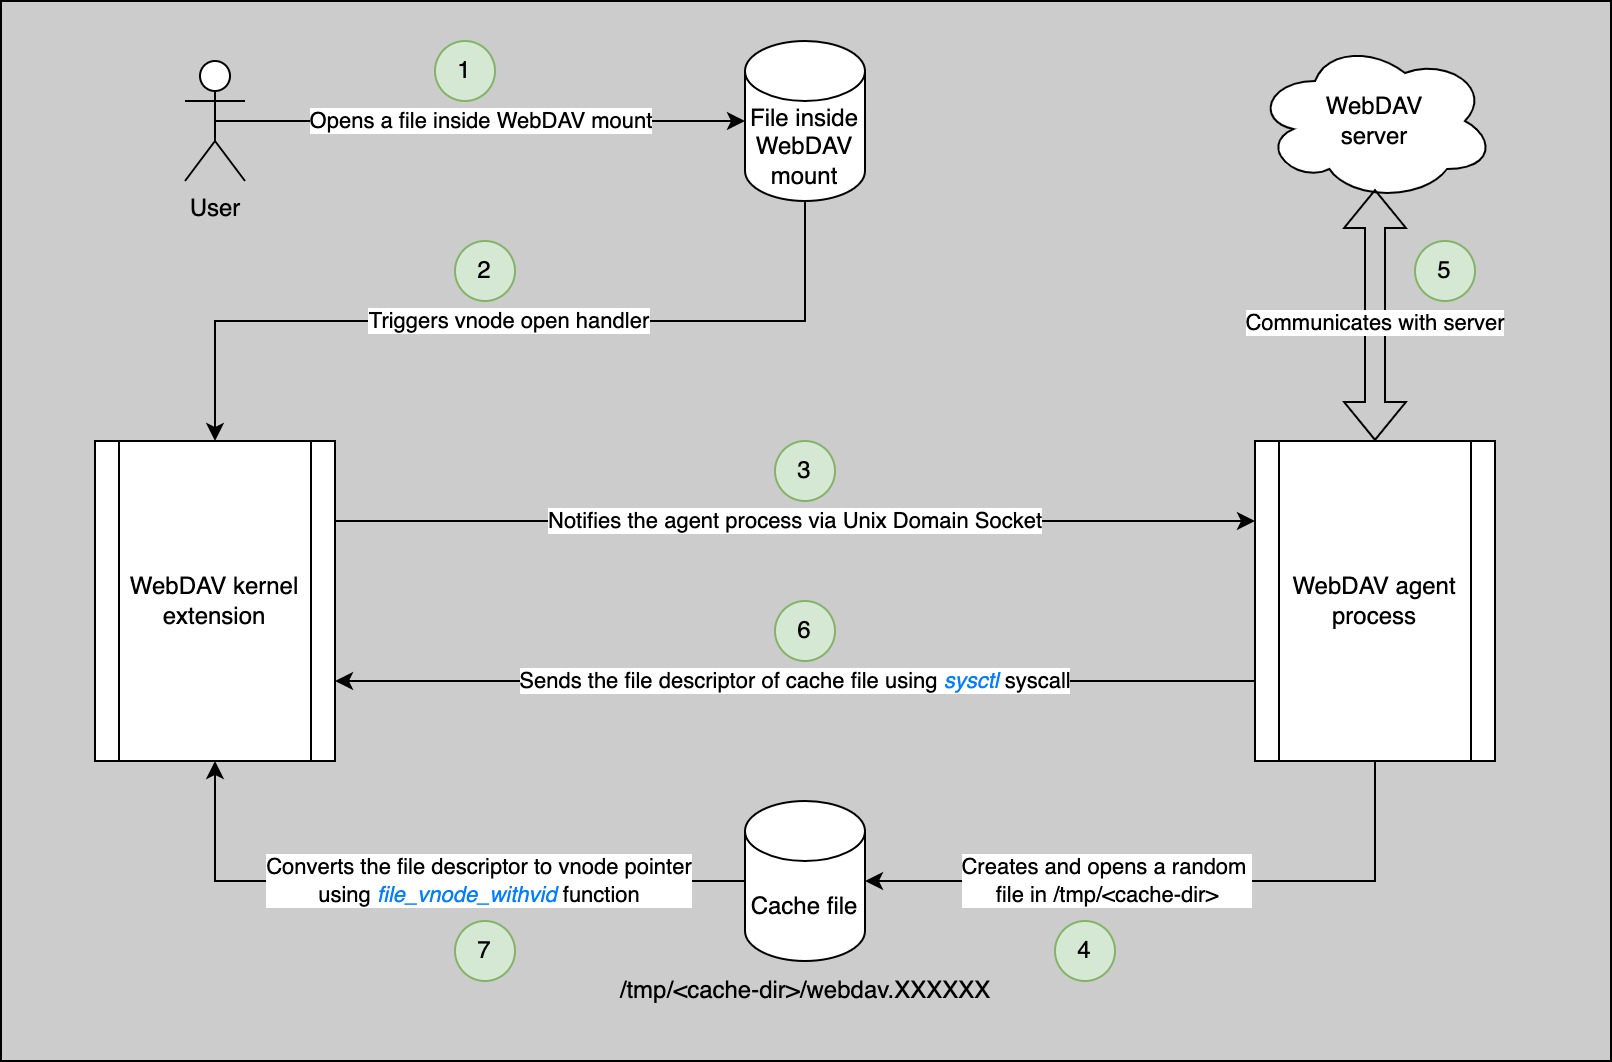 1
Opens a file inside WebDAV mount
User
File inside
WebDAV
mount
WebDAV
server
2
Triggers vnode open handler
5
Communicates with server
3
Notifies the agent process via Unix Domain Socket
WebDAV kernel
extension
WebDAV agent
process
6
Sends the file descriptor of cache file using sysctl syscall
Converts the file descriptor to vnode pointer
using file_vnode_withvid function
7
Cache file
/tmp/<cache-dir>/webdav.XXXXXX
Creates and opens a random
file in /tmp/<cache-dir>
4